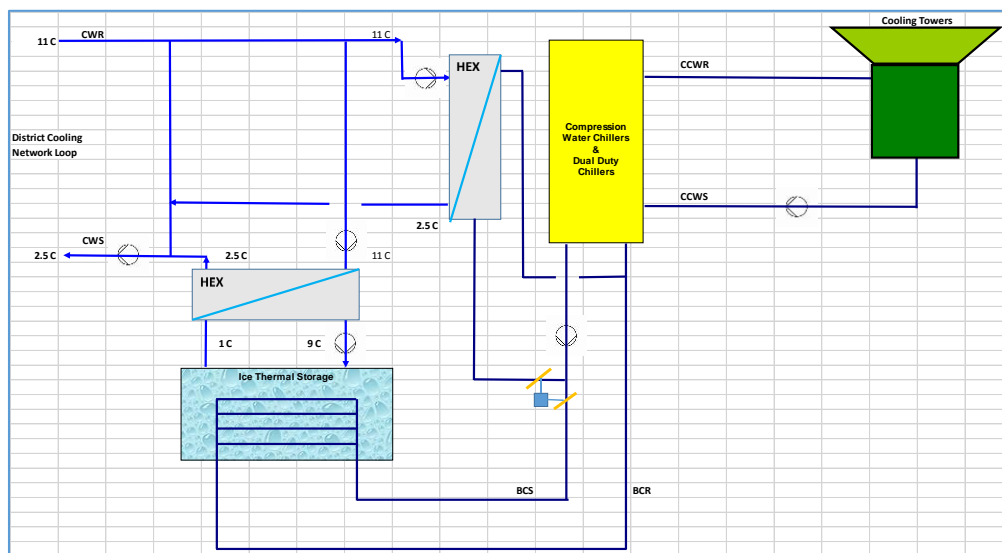 Cooling Towers
CWR
11 C
11 C
CCWR
HEX
Compression
Water Chillers
&
Dual Duty
Chillers
District Cooling
Network Loop
CCWS
2.5 C
CWS
2.5 C
2.5 C
11 C
HEX
1 C
9 C
Ice Thermal Storage
BCS
BCR